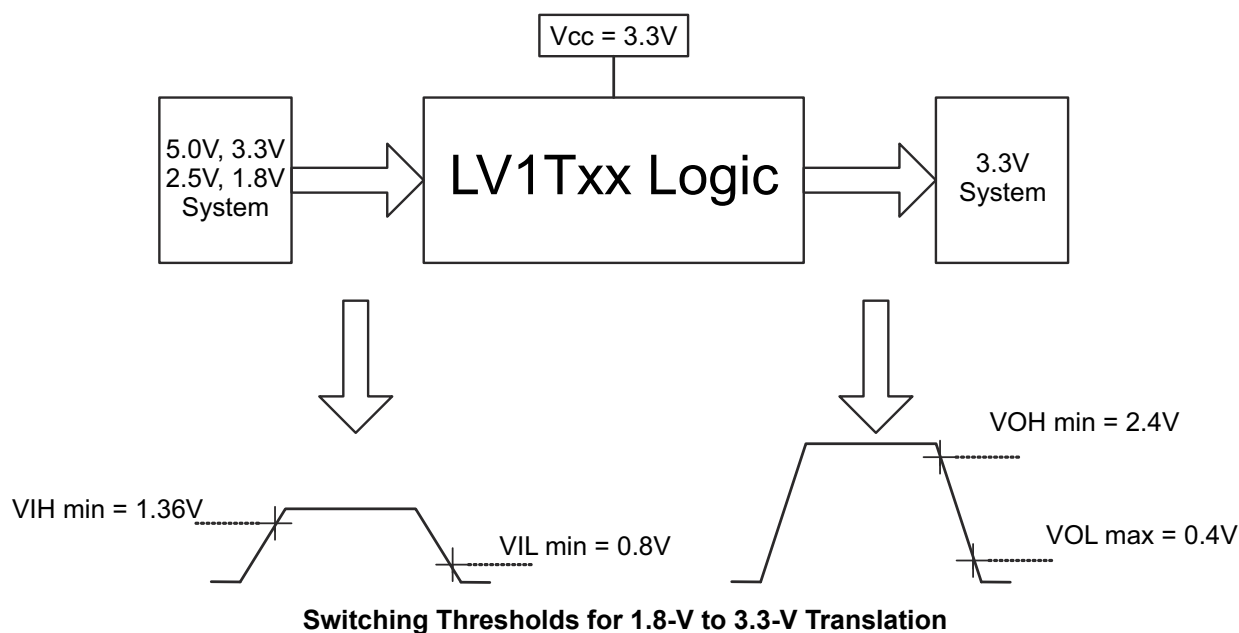 Vcc = 3.3V
5.0V, 3.3V
2.5V, 1.8V
System
LV1Txx Logic
3.3V
System
VIH min = 1.36V
VIL min = 0.8V
VOH min = 2.4V
VOL max = 0.4V
Switching Thresholds for 1.8-V to 3.3-V Translation